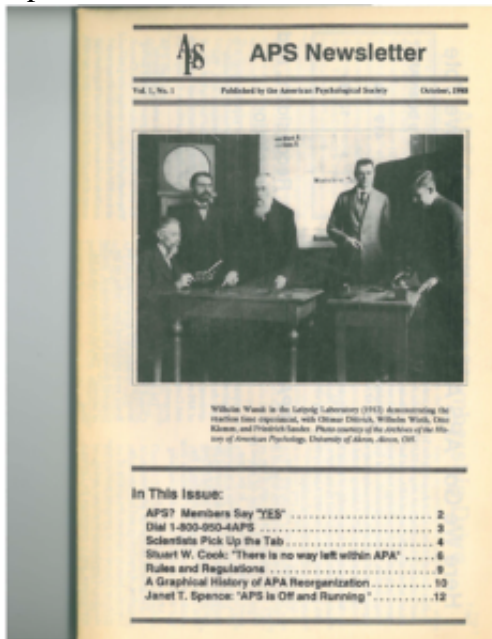 APS
APS Newsletter
Vol. 1, No. 1 Published by the American Psychological Society October, 1988
Wilhelm Wundt in the Leipzig Laboratory (1912) demonstrating the
reaction time experiment, with Ottmar Dittrich, Wilhelm Wirth, Otto
Klemm, and Friedrich Sander. Photo courtesy of the Archives of the His-
tory of American Psychology, University of Akron, Akron, OH.
In This Issue:
APS? Members Say "YES" 2
Dial 1-800-950-4APS 3
Scientists Pick Up the Tab 4
Stuart W. Cook: "There is no way left within APA" 6
Rules and Regulations 9
A Graphical History of APA Reorganization 10
Janet T. Spence: "APS is Off and Running" 12